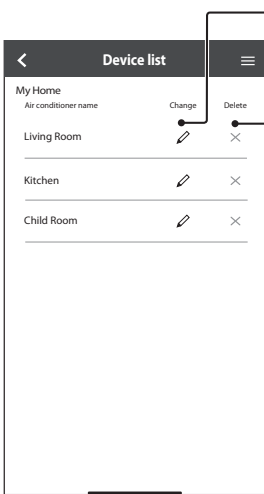 Device list
My Home
Air conditioner name Change Delete
Living Room
Kitchen
Child Room